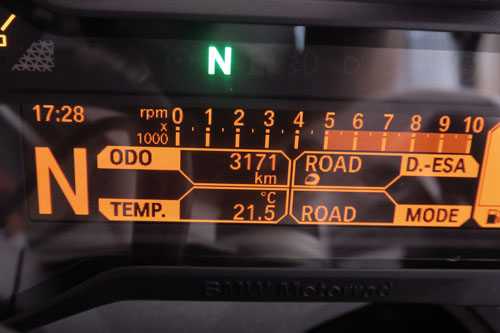 N
17:28 rpm x 1000 0 1 2 3 4 5 6 7 8 9 10
N
ODO 3171 km
ROAD D.-ESA
TEMP. °C 21.5
ROAD MODE
BMW Motorrad